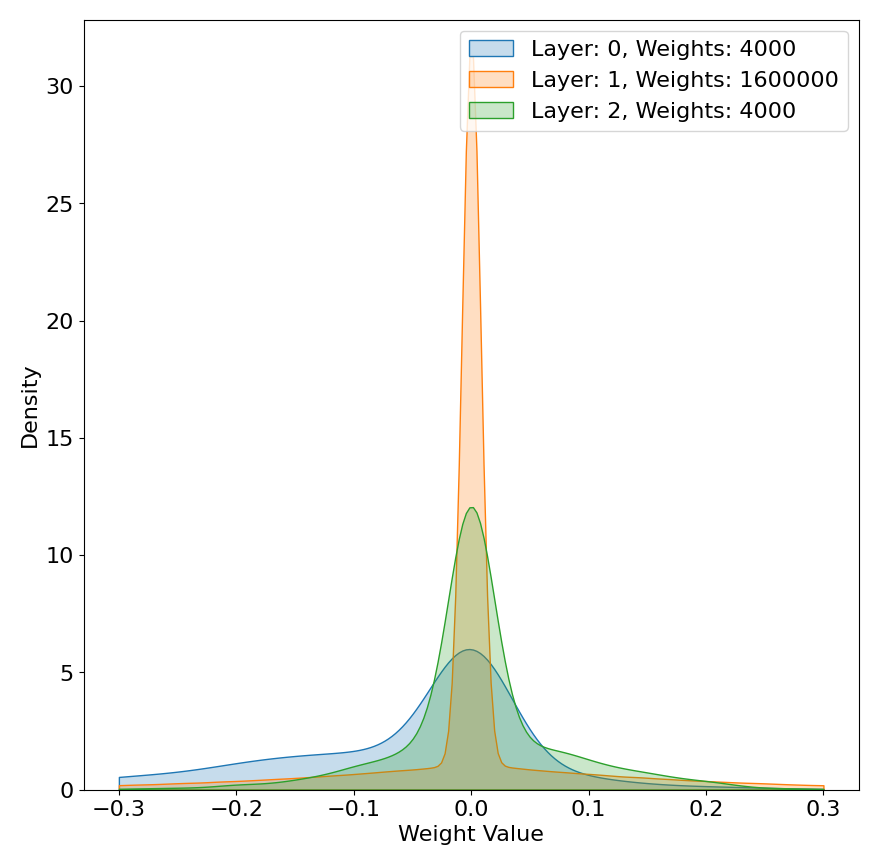 Layer: 0, Weights: 4000
Layer: 1, Weights: 1600000
Layer: 2, Weights: 4000
30
25
20
15
10
5
0
Density
−0.3 −0.2 −0.1 0.0 0.1 0.2 0.3
Weight Value